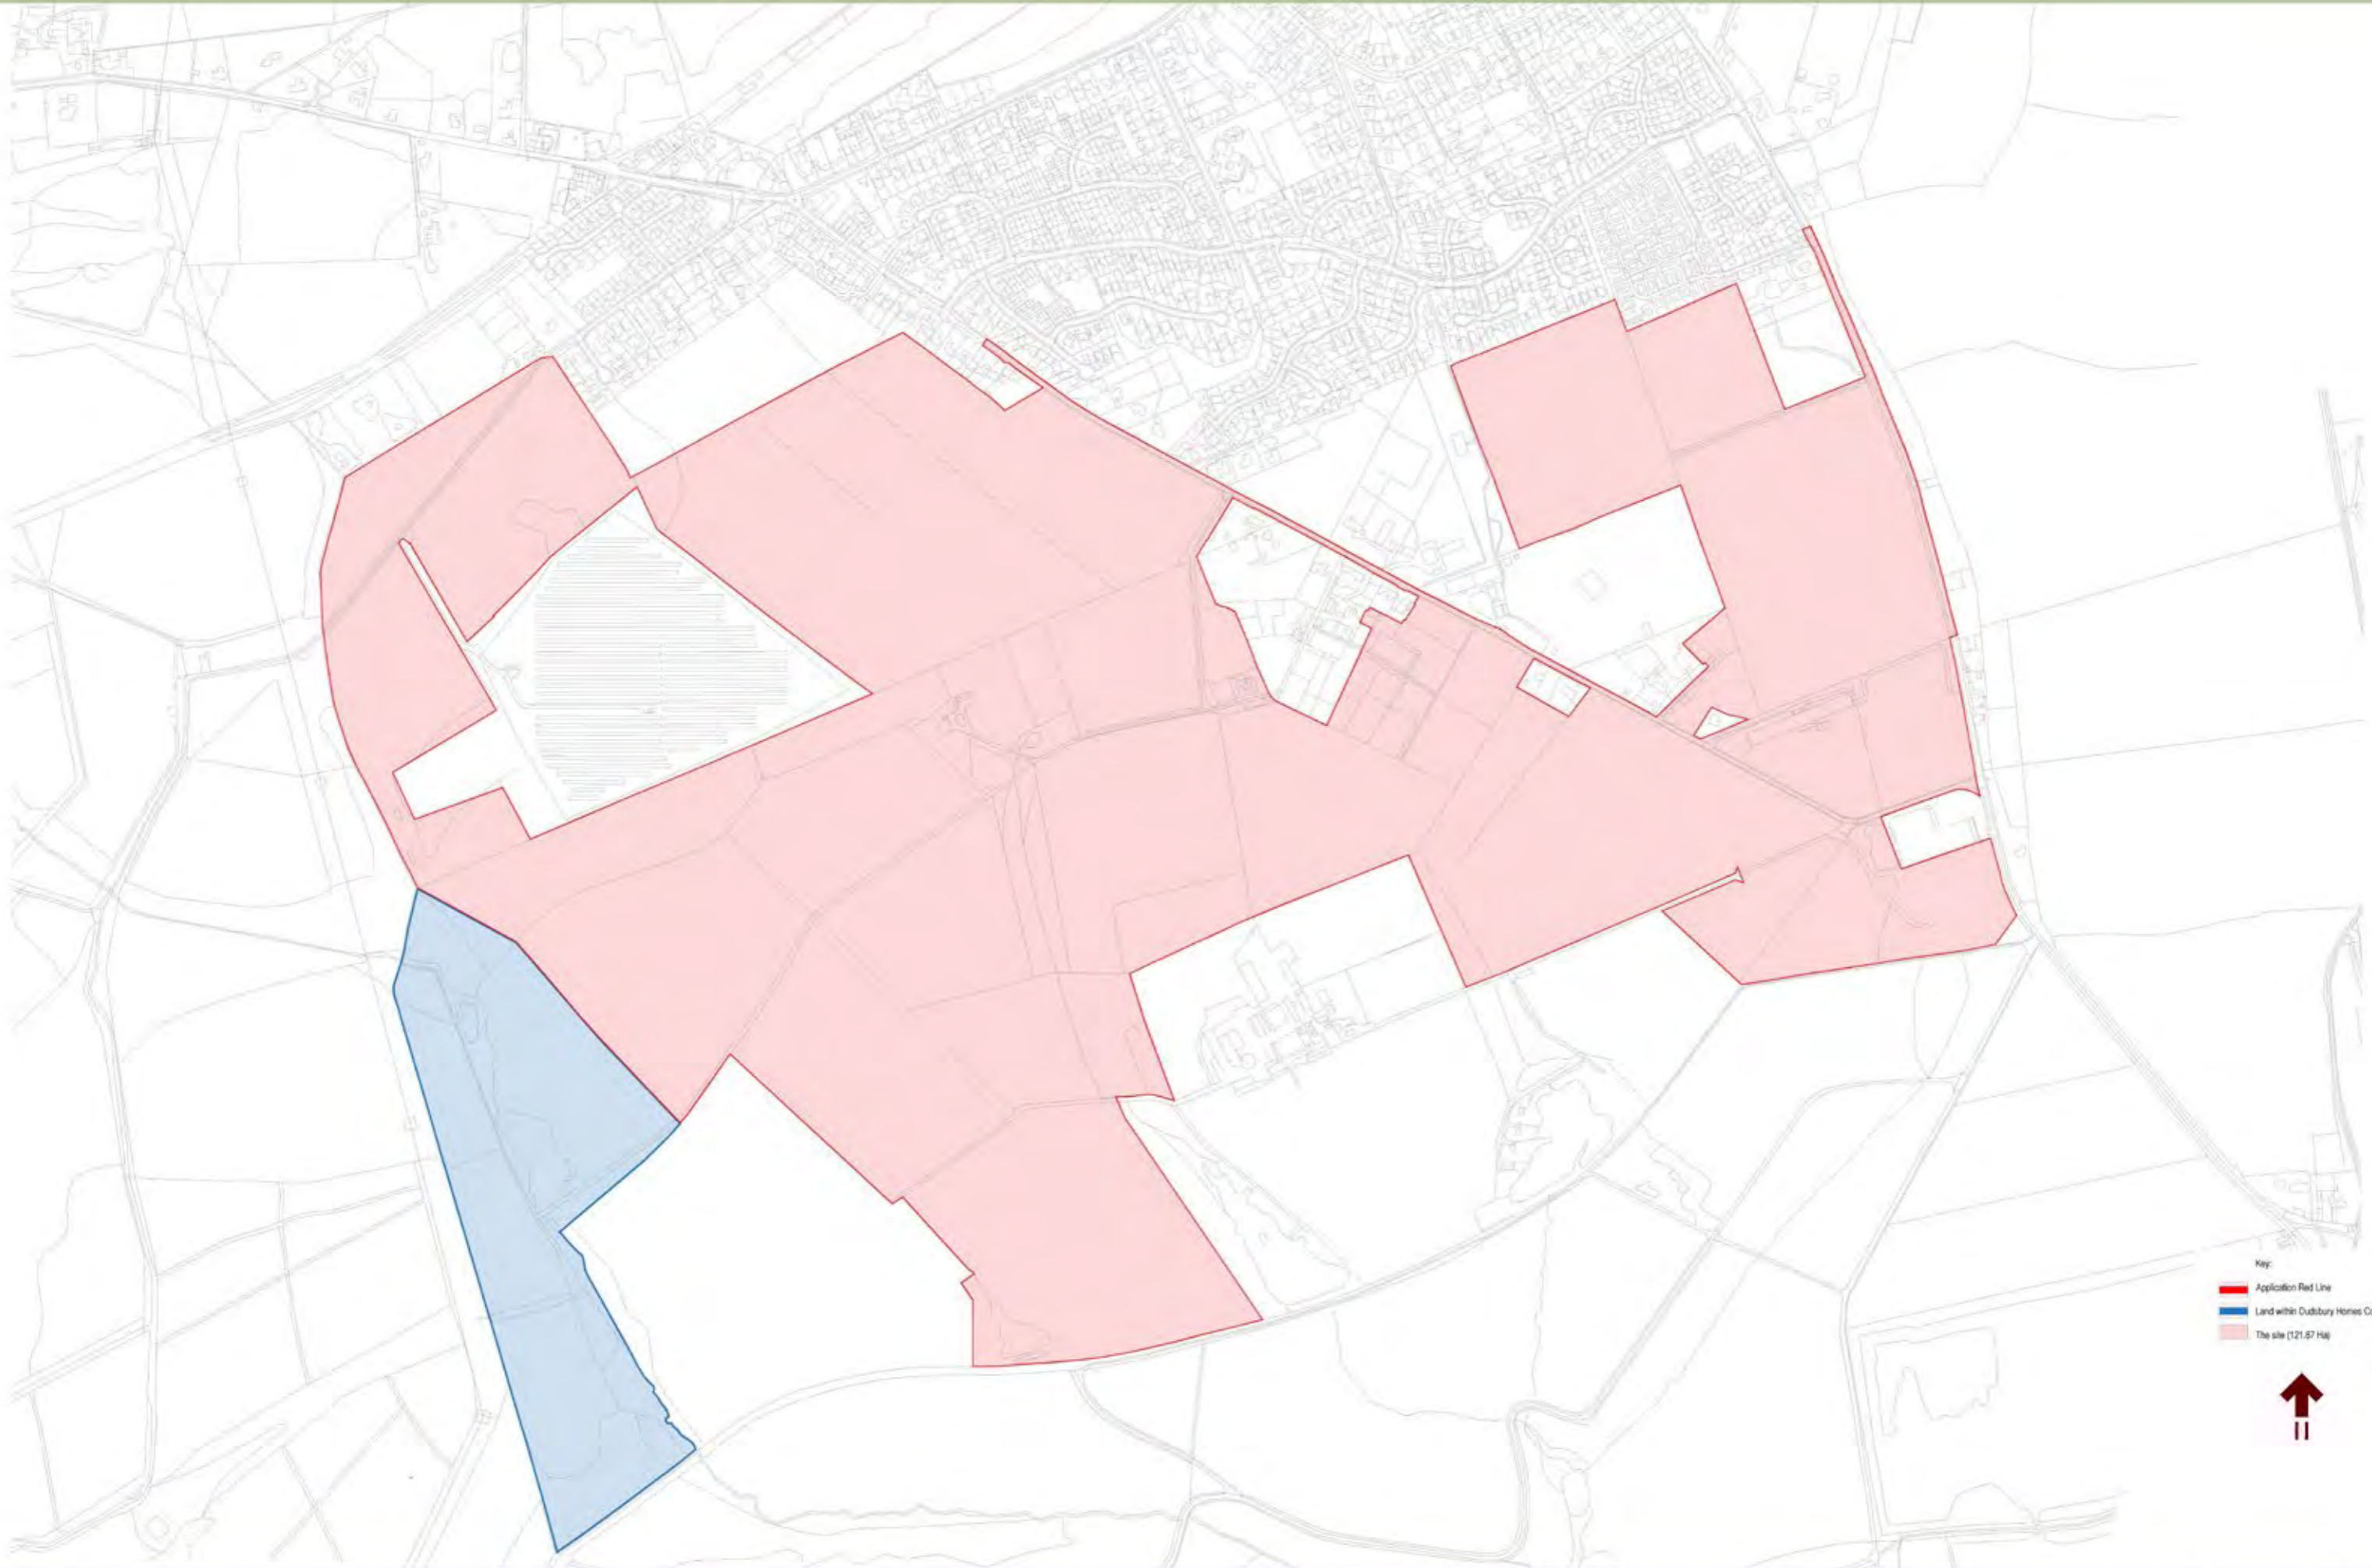 Key:
Application Red Line
Land within Dudsbury Homes
The site (121.87 Ha)